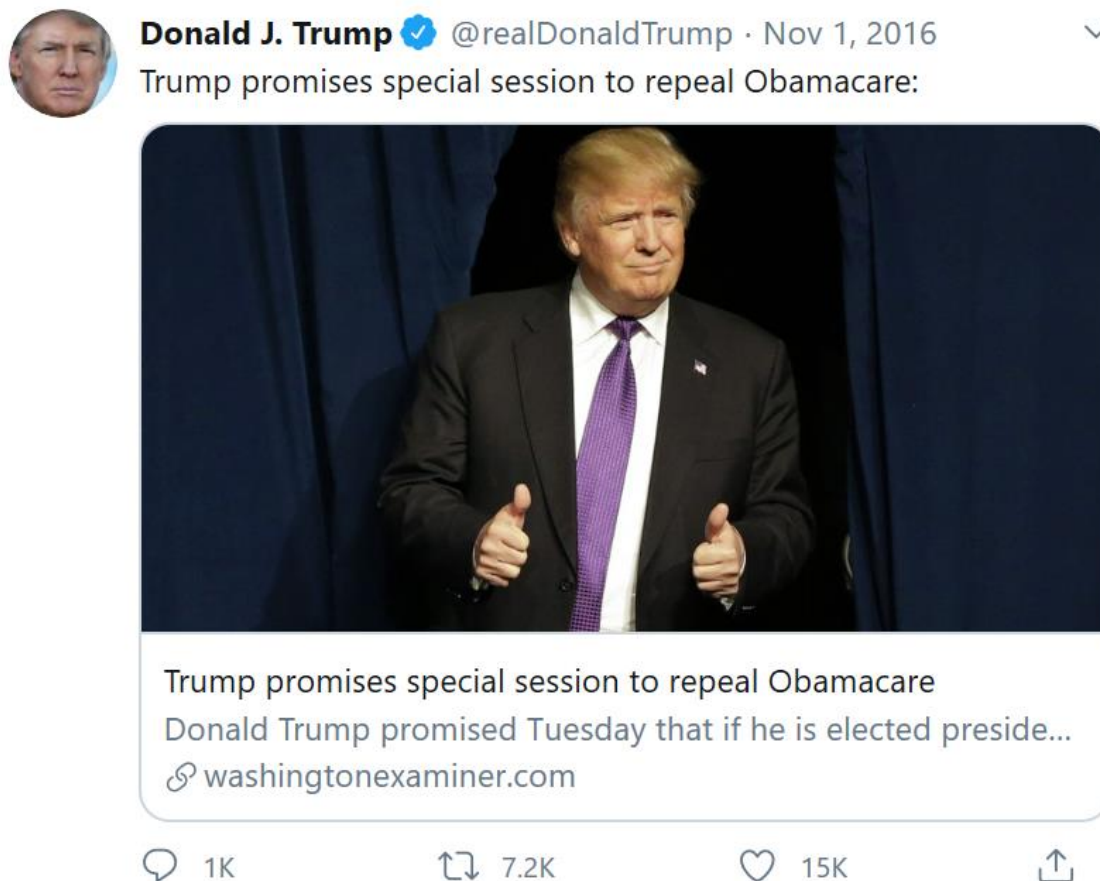 Donald J. Trump @realDonaldTrump · Nov 1, 2016
Trump promises special session to repeal Obamacare:
Trump promises special session to repeal Obamacare
Donald Trump promised Tuesday that if he is elected preside...
washingtonexaminer.com
1K 7.2K 15K